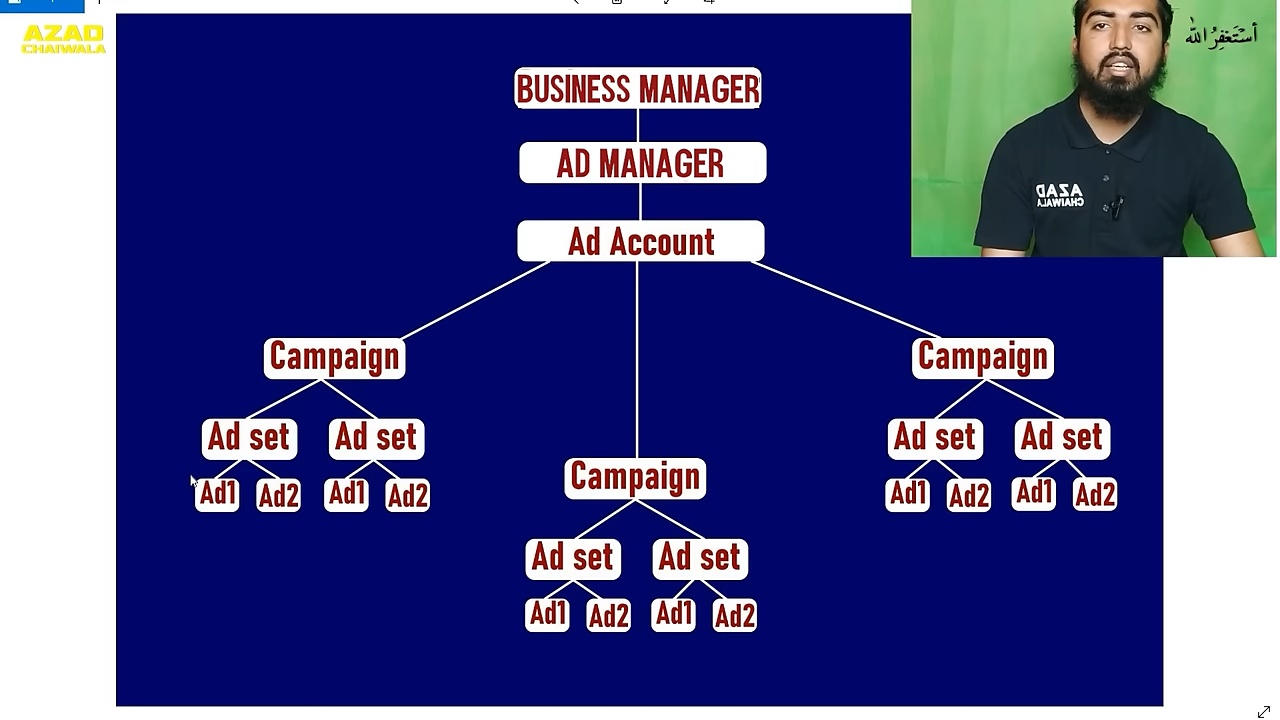 AZAD
CHAIWALA
أستغفر الله
AZAD
CHAIWALA
BUSINESS MANAGER
AD MANAGER
Ad Account
Campaign
Campaign
Ad set
Ad set
Ad set
Ad set
Ad1
Ad2
Ad1
Ad2
Ad1
Ad2
Ad1
Ad2
Campaign
Ad set
Ad set
Ad1
Ad2
Ad1
Ad2